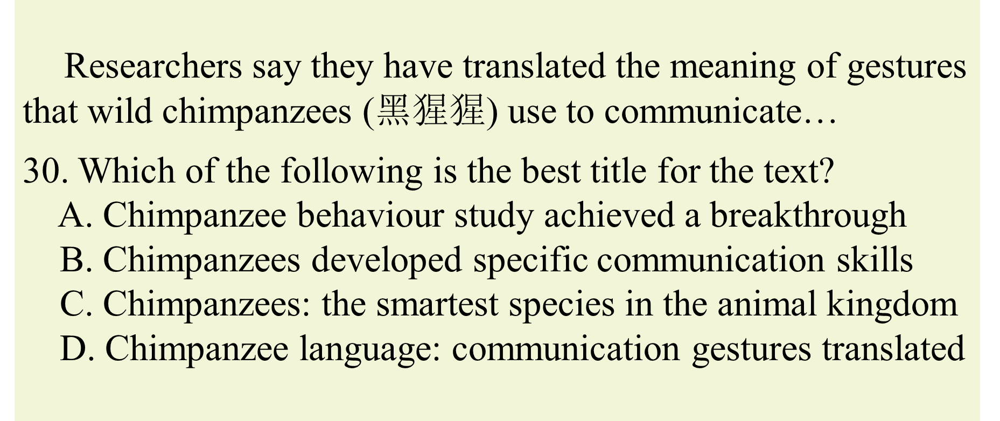 Researchers say they have translated the meaning of gestures
that wild chimpanzees (黑猩猩) use to communicate…
30. Which of the following is the best title for the text?
A. Chimpanzee behaviour study achieved a breakthrough
B. Chimpanzees developed specific communication skills
C. Chimpanzees: the smartest species in the animal kingdom
D. Chimpanzee language: communication gestures translated